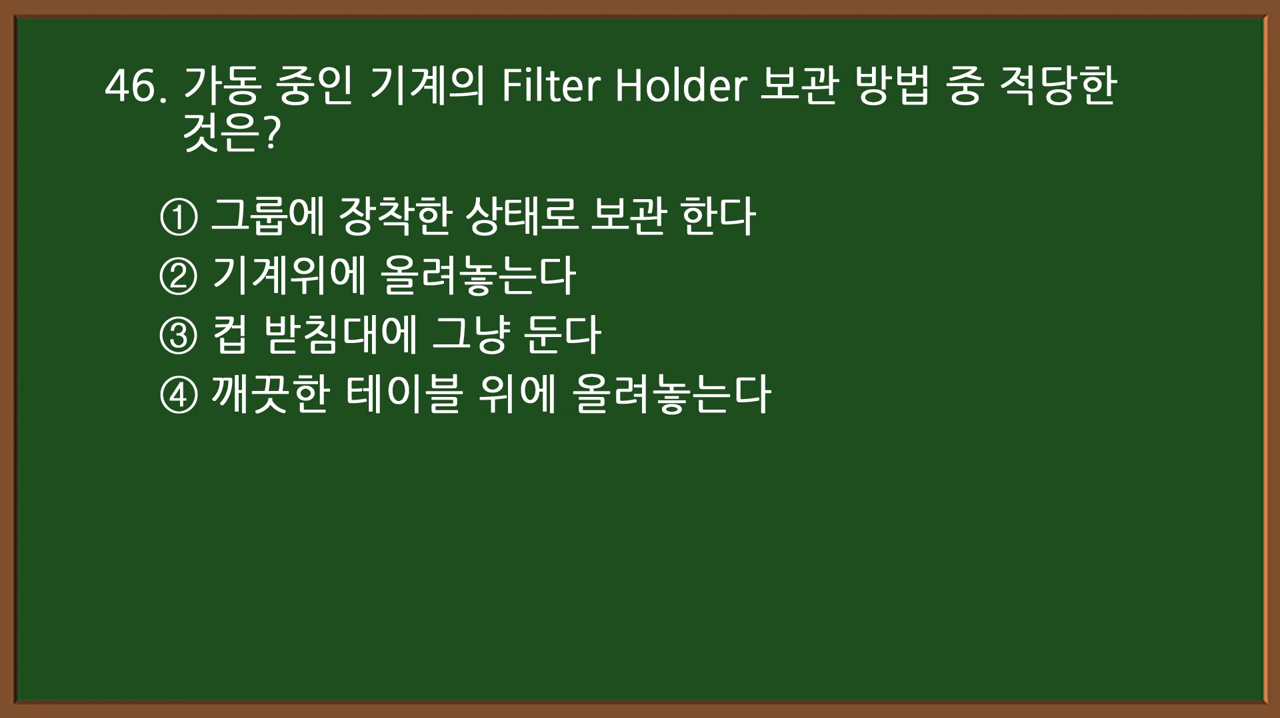 46. 가동 중인 기계의 Filter Holder 보관 방법 중 적당한
것은?
① 그룹에 장착한 상태로 보관 한다
② 기계위에 올려놓는다
③ 컵 받침대에 그냥 둔다
④ 깨끗한 테이블 위에 올려놓는다